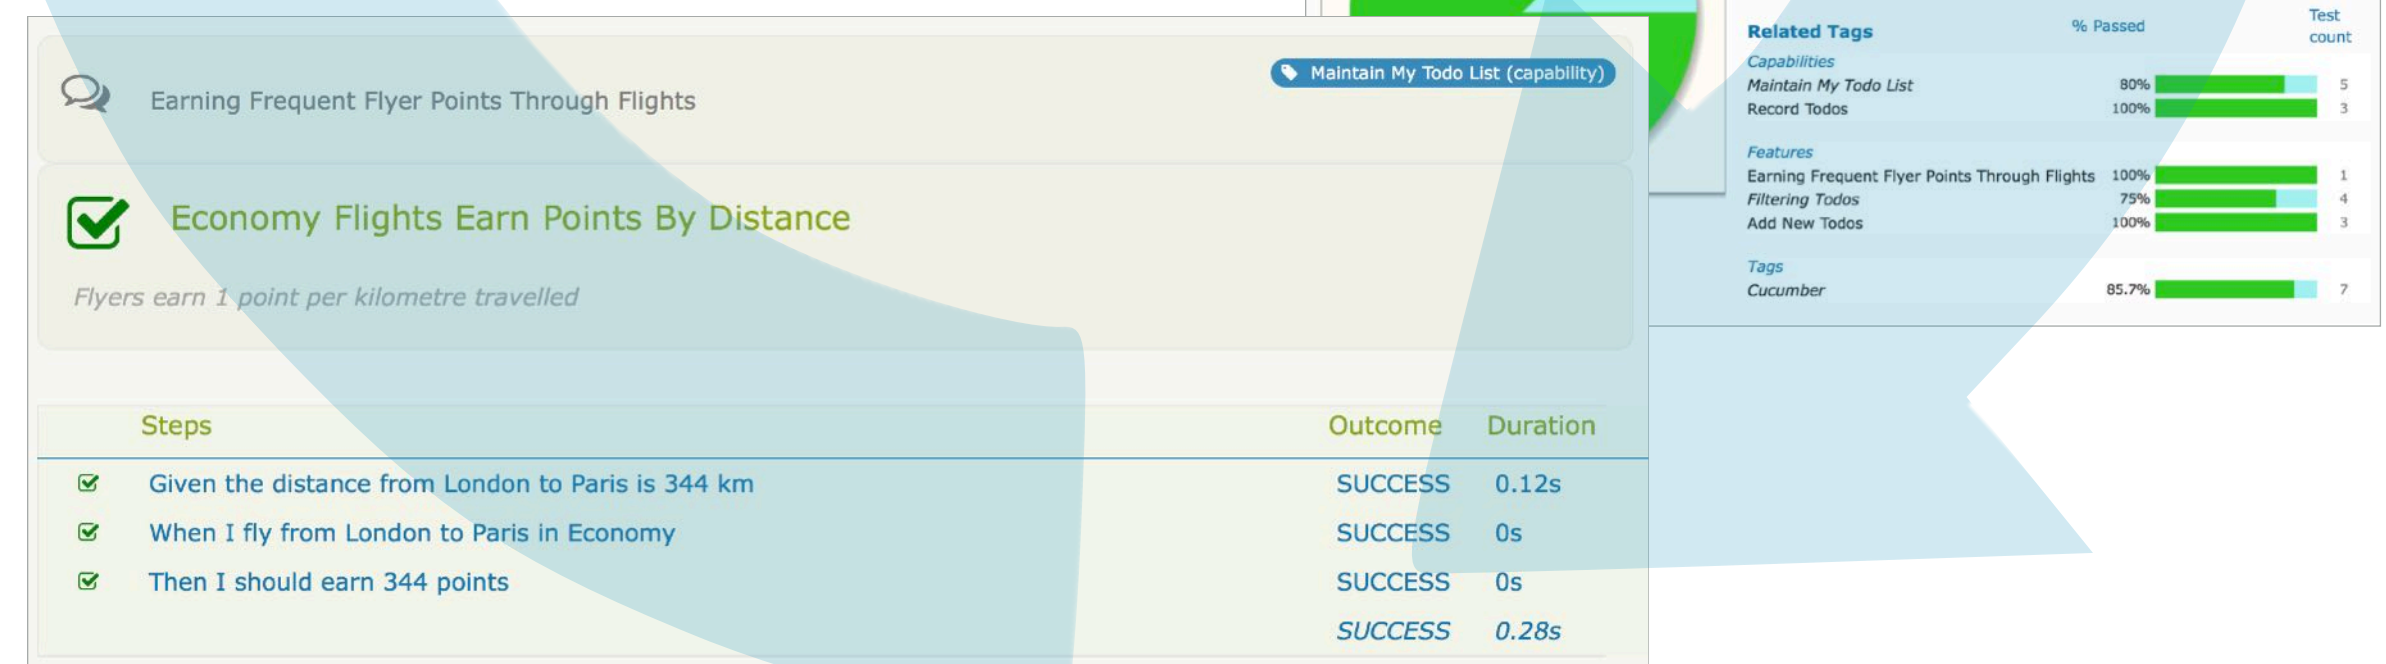 Earning Frequent Flyer Points Through Flights
Maintain My Todo List (capability)
Economy Flights Earn Points By Distance
Flyers earn 1 point per kilometre travelled
Steps Outcome Duration
Given the distance from London to Paris is 344 km SUCCESS 0.12s
When I fly from London to Paris in Economy SUCCESS 0s
Then I should earn 344 points SUCCESS 0s
SUCCESS 0.28s
Related Tags % Passed Test count
Capabilities
Maintain My Todo List 80% 5
Record Todos 100% 3
Features
Earning Frequent Flyer Points Through Flights 100% 1
Filtering Todos 75% 4
Add New Todos 100% 3
Tags
Cucumber 85.7% 7